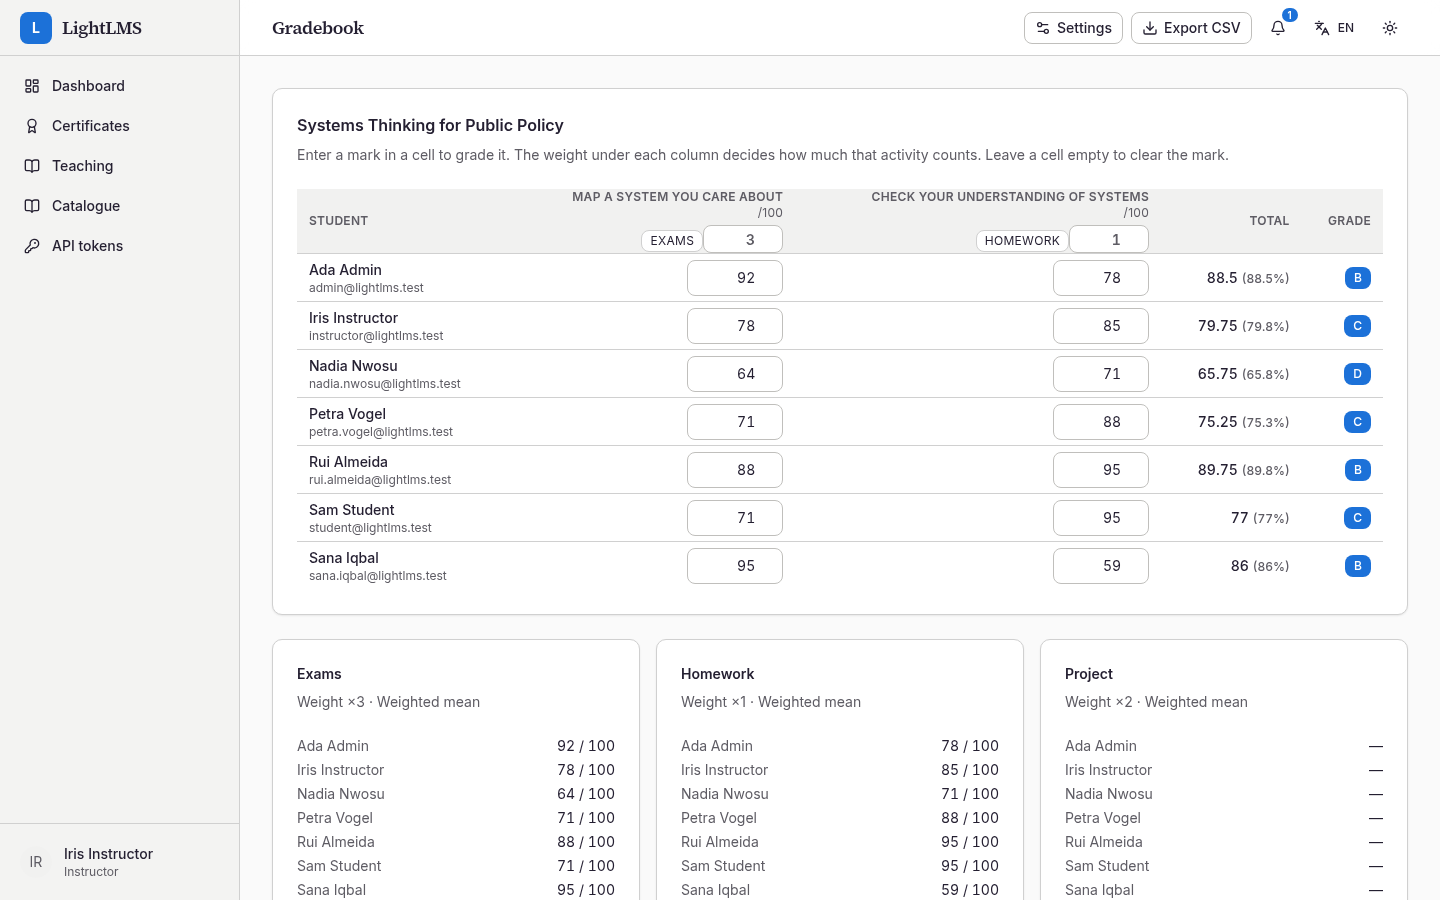 L LightLMS
Gradebook
Settings
Export CSV
1
EN
Dashboard
Certificates
Teaching
Catalogue
API tokens
Systems Thinking for Public Policy
Enter a mark in a cell to grade it. The weight under each column decides how much that activity counts. Leave a cell empty to clear the mark.
STUDENT
MAP A SYSTEM YOU CARE ABOUT
/100
EXAMS 3
CHECK YOUR UNDERSTANDING OF SYSTEMS
/100
HOMEWORK 1
TOTAL
GRADE
Ada Admin
admin@lightlms.test
92
78
88.5 (88.5%)
B
Iris Instructor
instructor@lightlms.test
78
85
79.75 (79.8%)
C
Nadia Nwosu
nadia.nwosu@lightlms.test
64
71
65.75 (65.8%)
D
Petra Vogel
petra.vogel@lightlms.test
71
88
75.25 (75.3%)
C
Rui Almeida
rui.almeida@lightlms.test
88
95
89.75 (89.8%)
B
Sam Student
student@lightlms.test
71
95
77 (77%)
C
Sana Iqbal
sana.iqbal@lightlms.test
95
59
86 (86%)
B
Exams
Weight ×3 · Weighted mean
Ada Admin 92 / 100
Iris Instructor 78 / 100
Nadia Nwosu 64 / 100
Petra Vogel 71 / 100
Rui Almeida 88 / 100
Sam Student 71 / 100
Sana Iqbal 95 / 100
Homework
Weight ×1 · Weighted mean
Ada Admin 78 / 100
Iris Instructor 85 / 100
Nadia Nwosu 71 / 100
Petra Vogel 88 / 100
Rui Almeida 95 / 100
Sam Student 95 / 100
Sana Iqbal 59 / 100
Project
Weight ×2 · Weighted mean
Ada Admin —
Iris Instructor —
Nadia Nwosu —
Petra Vogel —
Rui Almeida —
Sam Student —
Sana Iqbal —
IR
Iris Instructor
Instructor